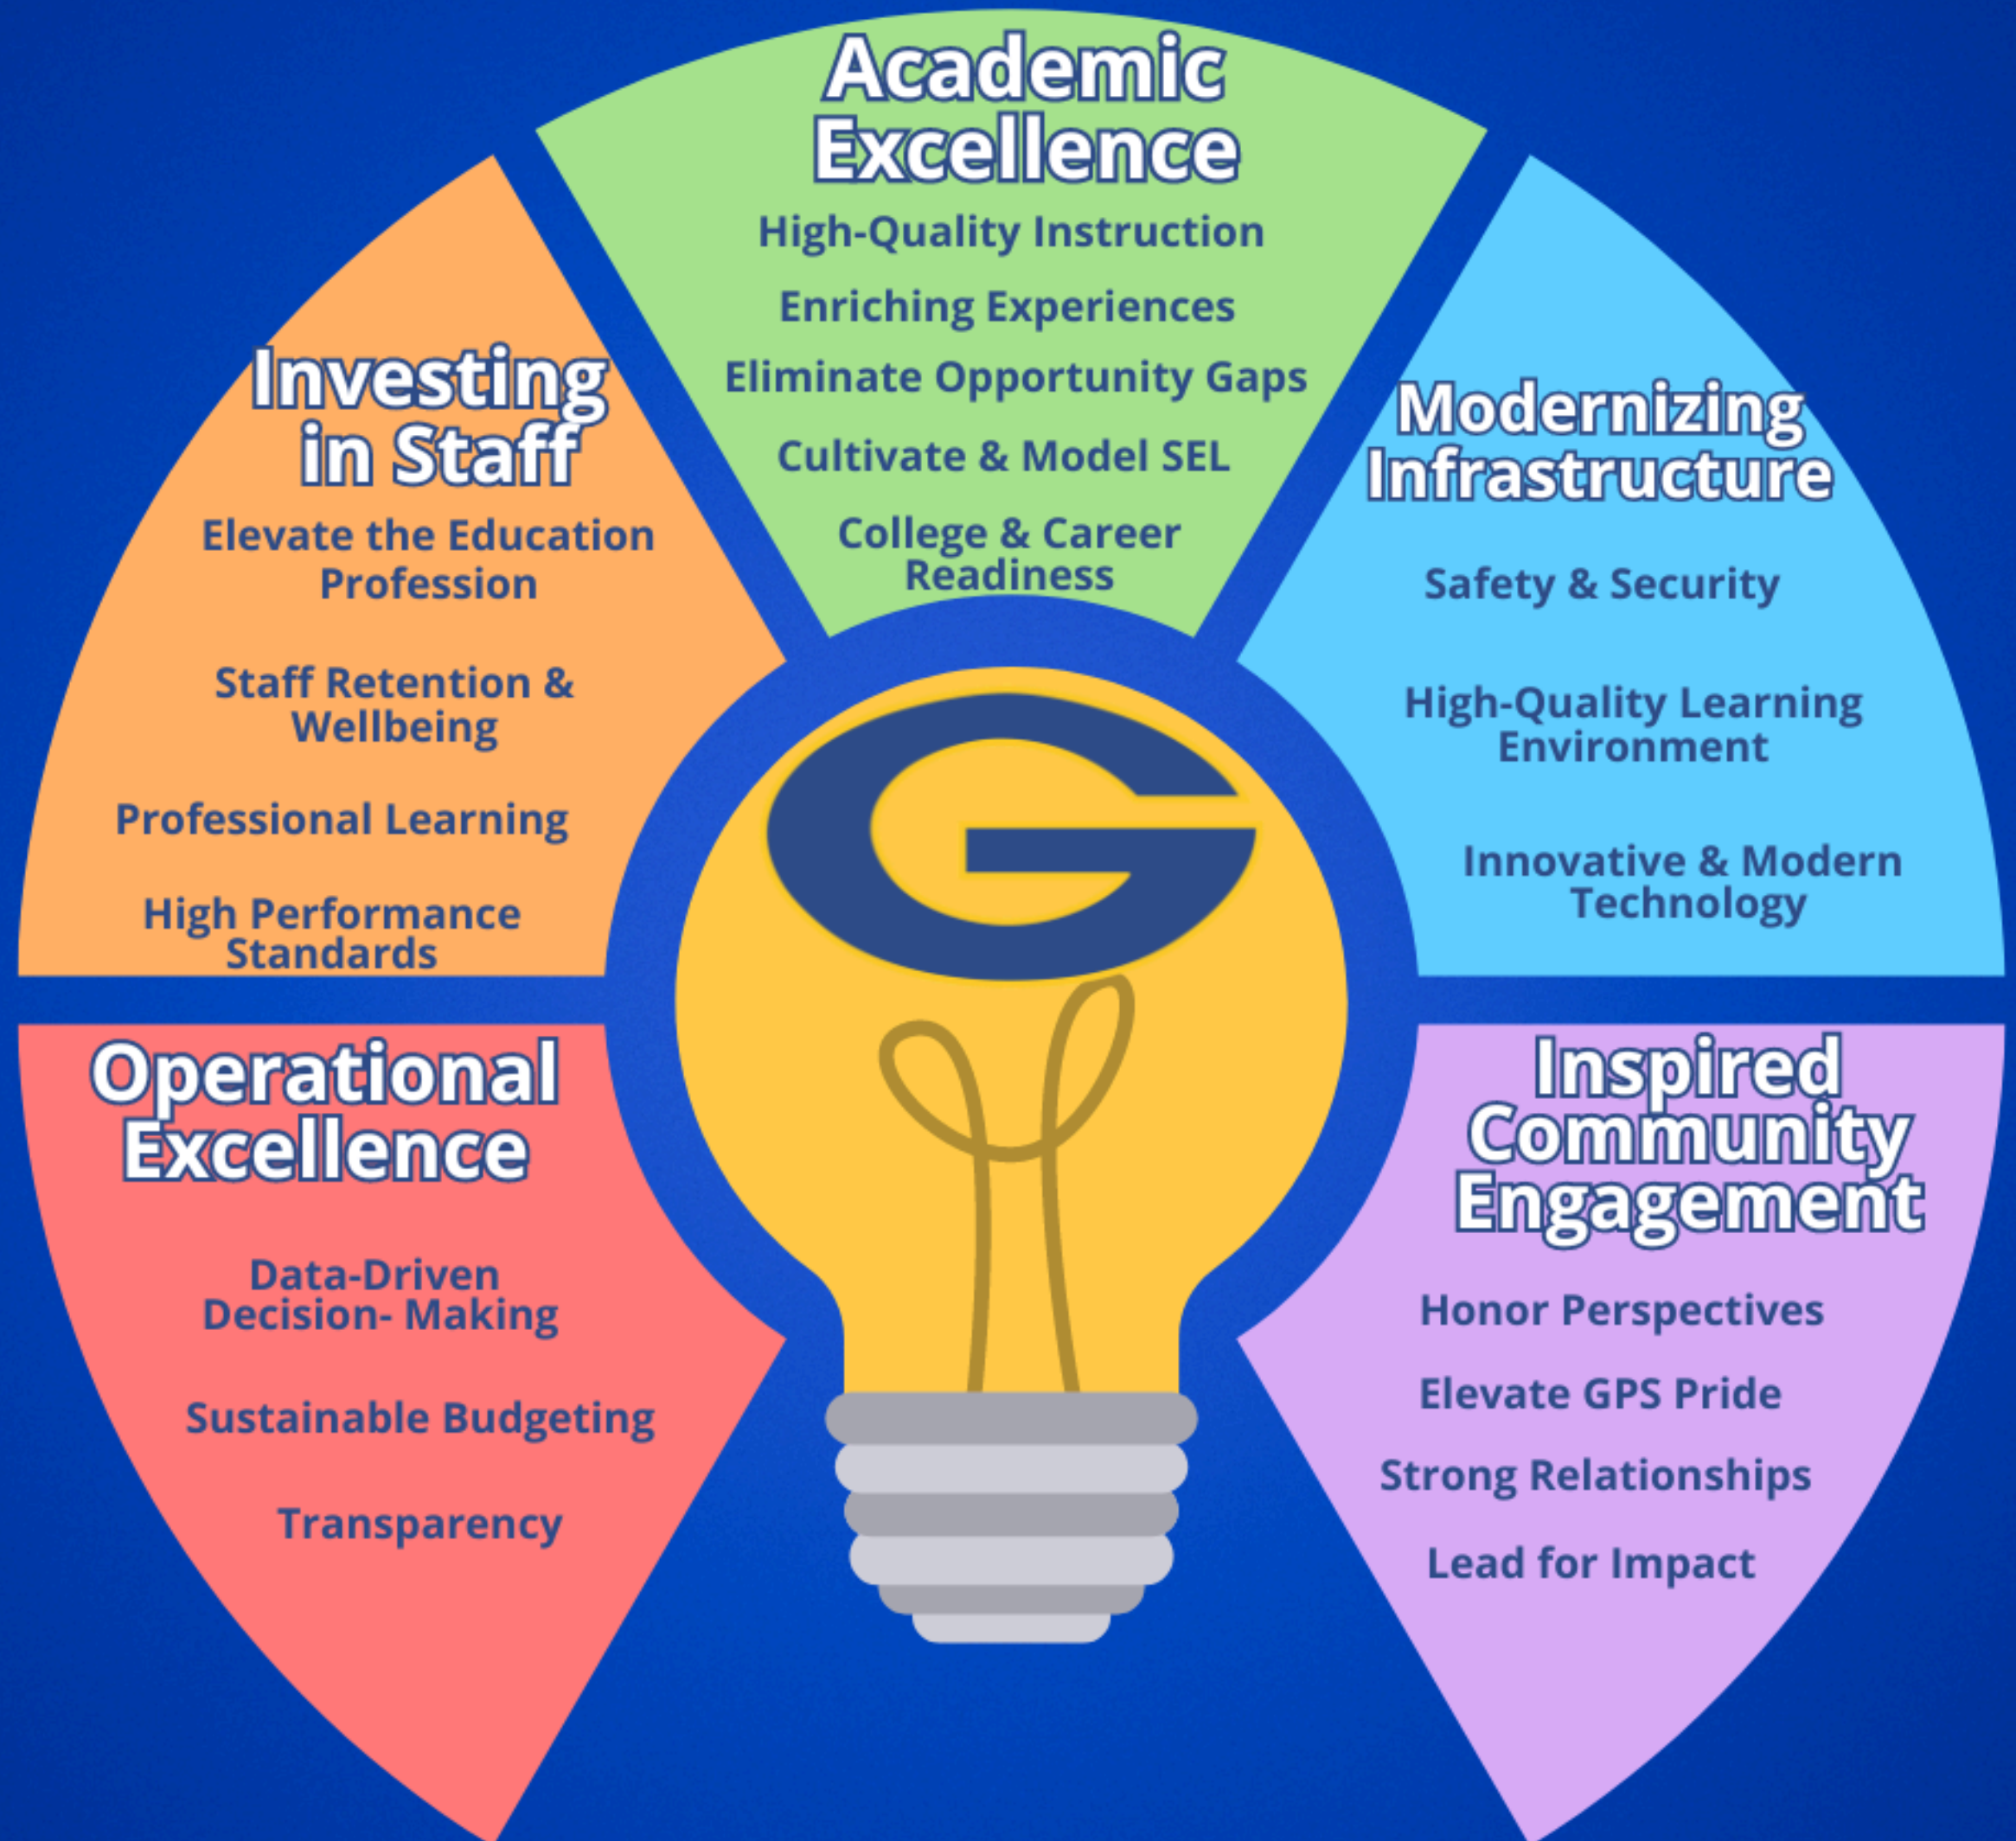 Academic
Excellence
High-Quality Instruction
Enriching Experiences
Eliminate Opportunity Gaps
Cultivate & Model SEL
College & Career
Readiness
Investing
in Staff
Elevate the Education
Profession
Staff Retention &
Wellbeing
Professional Learning
High Performance
Standards
Modernizing
Infrastructure
Safety & Security
High-Quality Learning
Environment
Innovative & Modern
Technology
G
Operational
Excellence
Data-Driven
Decision- Making
Sustainable Budgeting
Transparency
Inspired
Community
Engagement
Honor Perspectives
Elevate GPS Pride
Strong Relationships
Lead for Impact